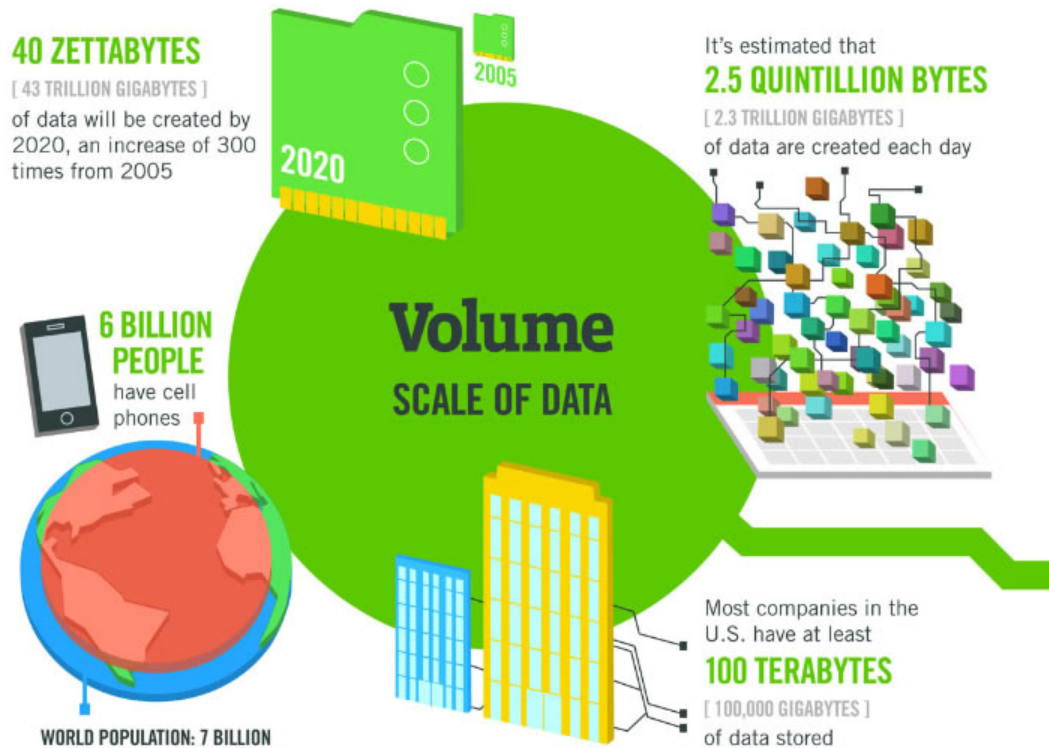 40 ZETTABYTES
[ 43 TRILLION GIGABYTES ]
of data will be created by
2020, an increase of 300
times from 2005
2020
2005
It’s estimated that
2.5 QUINTILLION BYTES
[ 2.3 TRILLION GIGABYTES ]
of data are created each day
6 BILLION
PEOPLE
have cell
phones
WORLD POPULATION: 7 BILLION
Volume
SCALE OF DATA
Most companies in the
U.S. have at least
100 TERABYTES
[ 100,000 GIGABYTES ]
of data stored